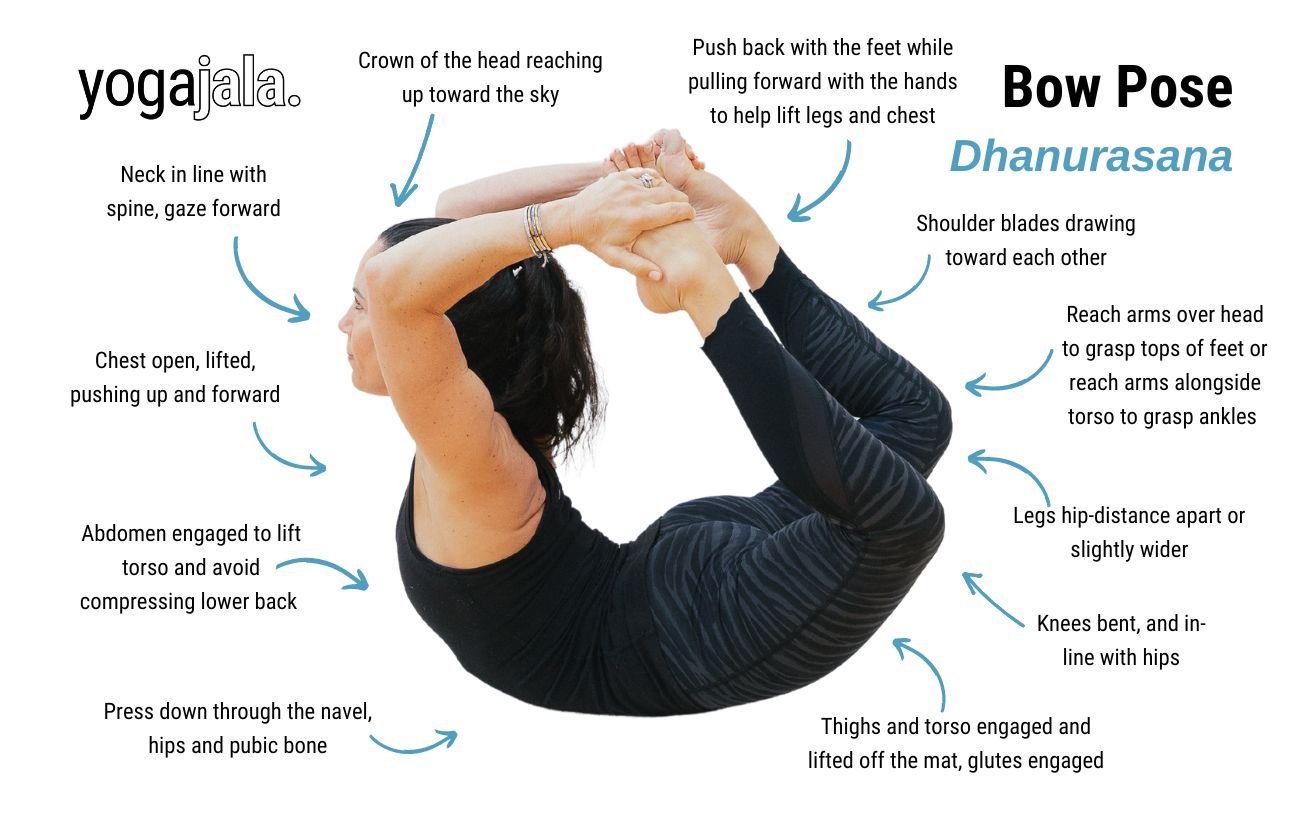 yogajala.
Crown of the head reaching
up toward the sky
Push back with the feet while
pulling forward with the hands
to help lift legs and chest
Bow Pose
Dhanurasana
Neck in line with
spine, gaze forward
Shoulder blades drawing
toward each other
Reach arms over head
to grasp tops of feet or
reach arms alongside
torso to grasp ankles
Chest open, lifted,
pushing up and forward
Legs hip-distance apart or
slightly wider
Abdomen engaged to lift
torso and avoid
compressing lower back
Knees bent, and in-
line with hips
Press down through the navel,
hips and pubic bone
Thighs and torso engaged and
lifted off the mat, glutes engaged